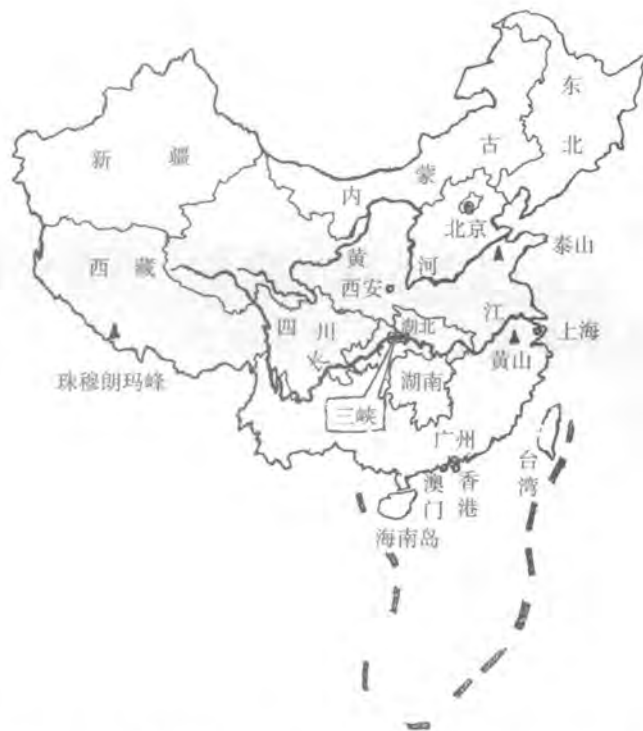 东
北
新 疆
内 蒙 古
北京
泰山
西 藏
黄 河
西安
四 川
湖北
江
上海
长
湖南
黄山
珠穆朗玛峰
三峡
广州
台湾
澳门
香港
海南岛